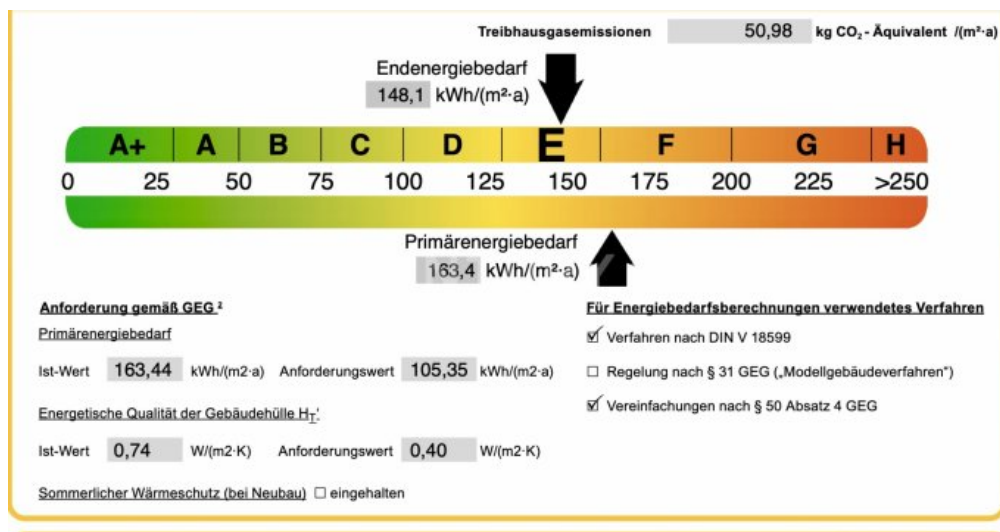 Treibhausgasemissionen 50,98 kg CO₂ - Äquivalent /(m²·a)
Endenergiebedarf
148,1 kWh/(m²·a)
A+ A B C D E F G H
0 25 50 75 100 125 150 175 200 225 >250
Primärenergiebedarf
163,4 kWh/(m²·a)
Anforderung gemäß GEG ²
Primärenergiebedarf
Ist-Wert 163,44 kWh/(m2·a) Anforderungswert 105,35 kWh/(m2·a)
Energetische Qualität der Gebäudehülle H_T'
Ist-Wert 0,74 W/(m2·K) Anforderungswert 0,40 W/(m2·K)
Sommerlicher Wärmeschutz (bei Neubau) ☐ eingehalten
Für Energiebedarfsberechnungen verwendetes Verfahren
☑ Verfahren nach DIN V 18599
☐ Regelung nach § 31 GEG („Modellgebäudeverfahren")
☑ Vereinfachungen nach § 50 Absatz 4 GEG